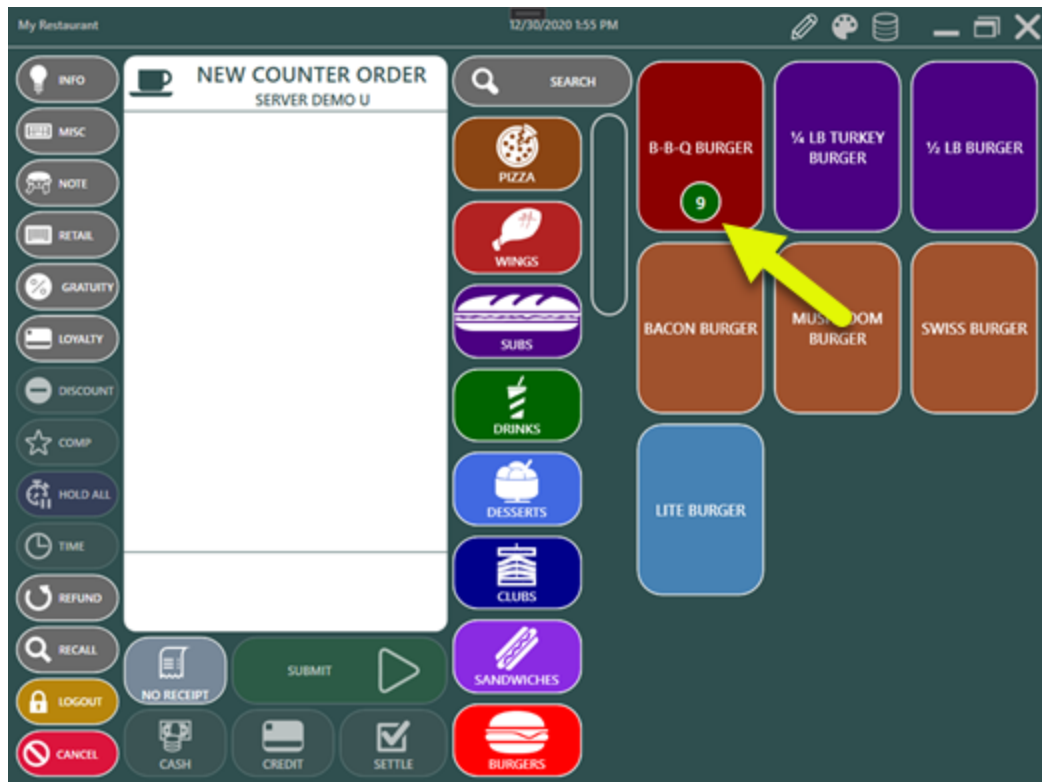 My Restaurant
12/30/2020 1:55 PM
INFO
MISC
NOTE
RETAIL
GRATUITY
LOYALTY
DISCOUNT
COMP
HOLD ALL
TIME
REFUND
RECALL
LOGOUT
CANCEL
NEW COUNTER ORDER
SERVER DEMO U
NO RECEIPT
SUBMIT
CASH
CREDIT
SETTLE
SEARCH
PIZZA
WINGS
SUBS
DRINKS
DESSERTS
CLUBS
SANDWICHES
BURGERS
B-B-Q BURGER
9
¼ LB TURKEY
BURGER
½ LB BURGER
BACON BURGER
BURGER
SWISS BURGER
LITE BURGER